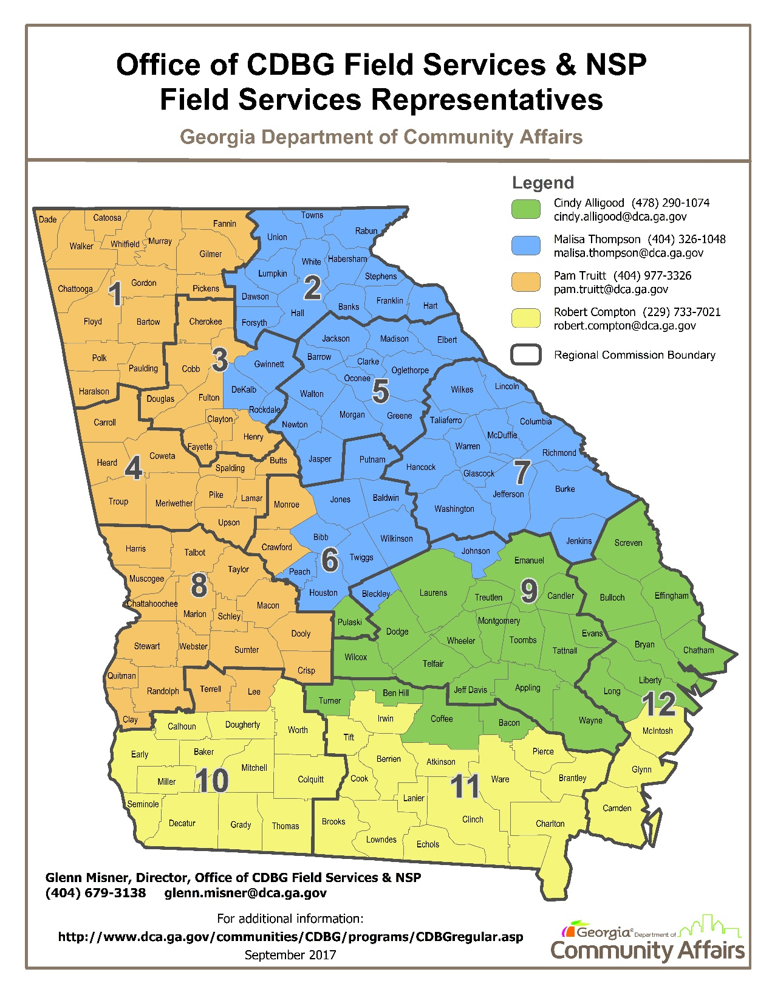 Office of CDBG Field Services & NSP
Field Services Representatives
Georgia Department of Community Affairs
Legend
Cindy Alligood (478) 290-1074
cindy.alligood@dca.ga.gov
Malisa Thompson (404) 326-1048
malisa.thompson@dca.ga.gov
Pam Truitt (404) 977-3326
pam.truitt@dca.ga.gov
Robert Compton (229) 733-7021
robert.compton@dca.ga.gov
Regional Commission Boundary
Dade
Catoosa
Fannin
Towns
Rabun
Union
Walker
Whitfield
Murray
Gilmer
White
Habersham
Lumpkin
Stephens
Chattooga
1
Gordon
Pickens
2
Dawson
Franklin
Hart
Banks
Hall
Floyd
Bartow
Cherokee
Forsyth
Jackson
Madison
Elbert
Polk
Paulding
Cobb
3
Gwinnett
Barrow
Clarke
Oglethorpe
Oconee
5
Haralson
Douglas
Fulton
DeKalb
Walton
Wilkes
Lincoln
Rockdale
Carroll
Clayton
Newton
Morgan
Greene
Taliaferro
Columbia
Henry
McDuffie
Fayette
Warren
Richmond
Heard
4
Coweta
Spalding
Butts
Jasper
Putnam
Hancock
Glascock
7
Burke
Troup
Meriwether
Pike
Lamar
Monroe
Jones
Baldwin
Jefferson
Washington
Upson
Harris
Talbot
Crawford
Bibb
Wilkinson
Jenkins
Screven
6
Twiggs
Johnson
Emanuel
Taylor
Peach
Muscogee
8
Houston
Bleckley
Laurens
Treutlen
9
Candler
Bulloch
Effingham
Chattahoochee
Macon
Marion
Schley
Pulaski
Montgomery
Dooly
Dodge
Evans
Stewart
Webster
Sumter
Wheeler
Toombs
Tattnall
Bryan
Chatham
Wilcox
Telfair
Quitman
Crisp
Liberty
Randolph
Terrell
Lee
Turner
Ben Hill
Jeff Davis
Appling
Long
12
Clay
Calhoun
Dougherty
Worth
Irwin
Coffee
Bacon
Wayne
McIntosh
Tift
Early
Baker
Pierce
Berrien
Atkinson
Mitchell
Glynn
Miller
10
Colquitt
Cook
11
Ware
Brantley
Lanier
Seminole
Camden
Decatur
Grady
Thomas
Brooks
Clinch
Charlton
Lowndes
Echols
Glenn Misner, Director, Office of CDBG Field Services & NSP
(404) 679-3138 glenn.misner@dca.ga.gov
For additional information:
http://www.dca.ga.gov/communities/CDBG/programs/CDBGregular.asp
September 2017
Georgia® Department of
Community Affairs